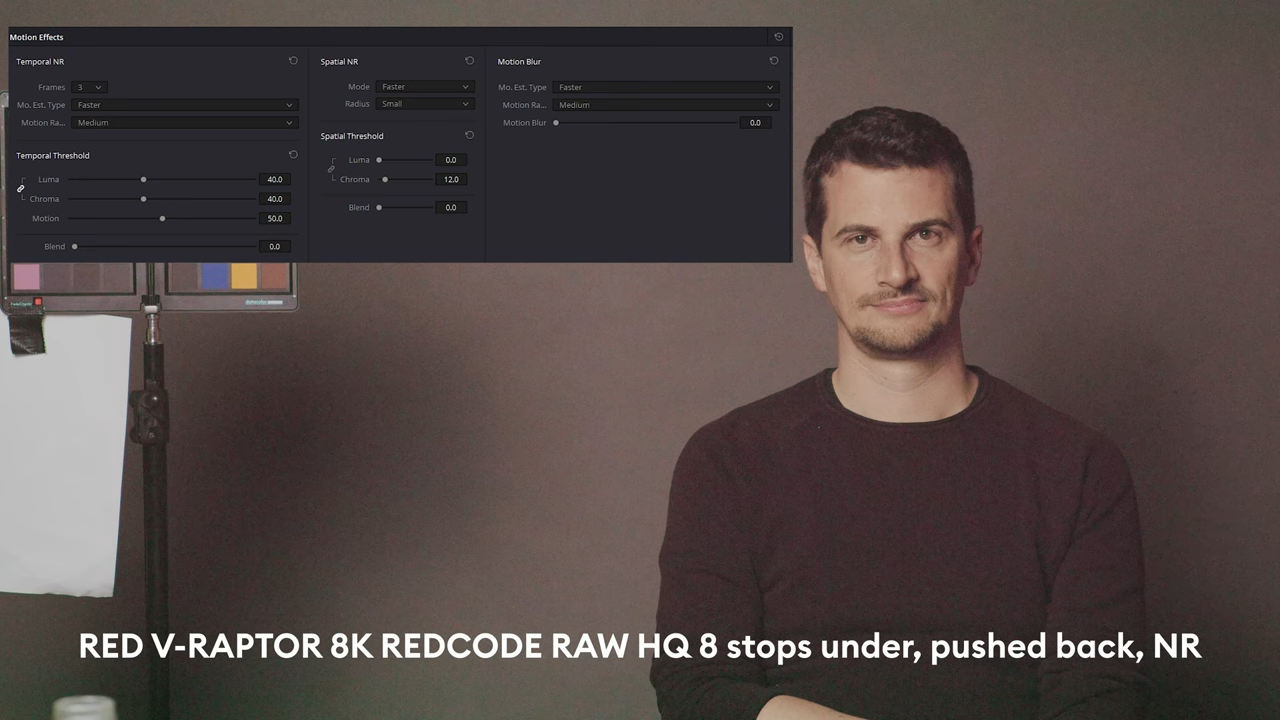 Motion Effects
Temporal NR
Frames 3
Mo. Est. Type Faster
Motion Ra... Medium
Temporal Threshold
Luma 40.0
Chroma 40.0
Motion 50.0
Blend 0.0
Spatial NR
Mode Faster
Radius Small
Spatial Threshold
Luma 0.0
Chroma 12.0
Blend 0.0
Motion Blur
Mo. Est. Type Faster
Motion Ra... Medium
Motion Blur 0.0
RED V-RAPTOR 8K REDCODE RAW HQ 8 stops under, pushed back, NR